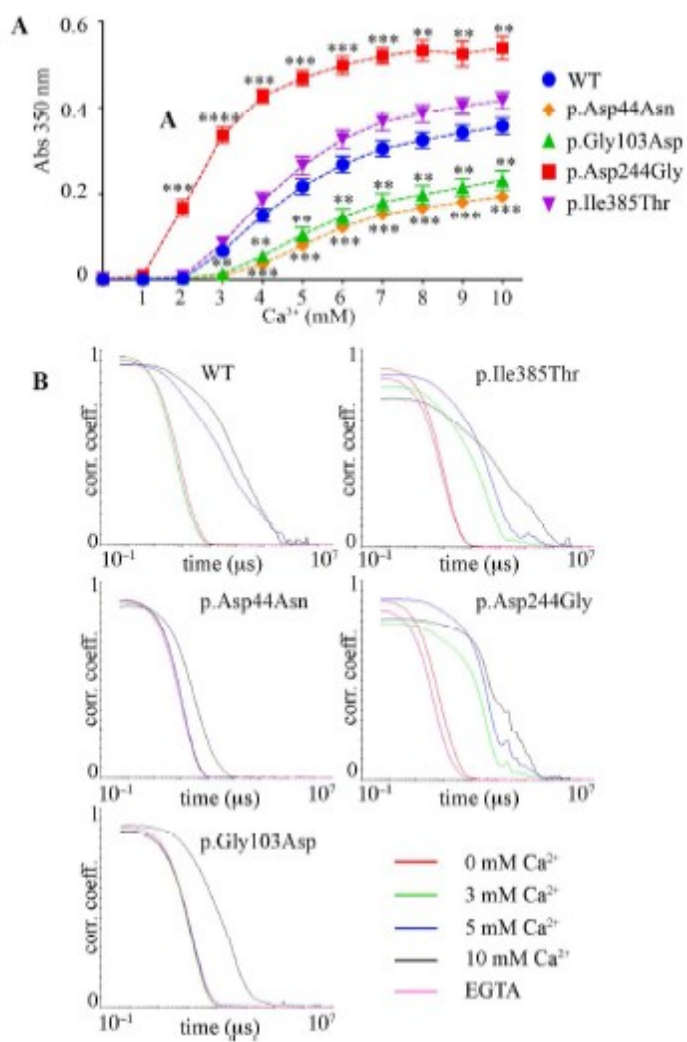 A
0.6
0.4
0.2
0
Abs 350 nm
A
*** **** *** *** *** *** ** ** **
** ** ** ** ** ** **
** *** *** *** *** *** *** ***
1 2 3 4 5 6 7 8 9 10
Ca²⁺ (mM)
WT
p.Asp44Asn
p.Gly103Asp
p.Asp244Gly
p.Ile385Thr
B
1
WT
corr. coeff.
0
10⁻¹ time (μs) 10⁷
1
p.Ile385Thr
corr. coeff.
0
10⁻¹ time (μs) 10⁷
1
p.Asp44Asn
corr. coeff.
0
10⁻¹ time (μs) 10⁷
1
p.Asp244Gly
corr. coeff.
0
10⁻¹ time (μs) 10⁷
1
p.Gly103Asp
corr. coeff.
0
10⁻¹ time (μs) 10⁷
0 mM Ca²⁺
3 mM Ca²⁺
5 mM Ca²⁺
10 mM Ca²⁺
EGTA